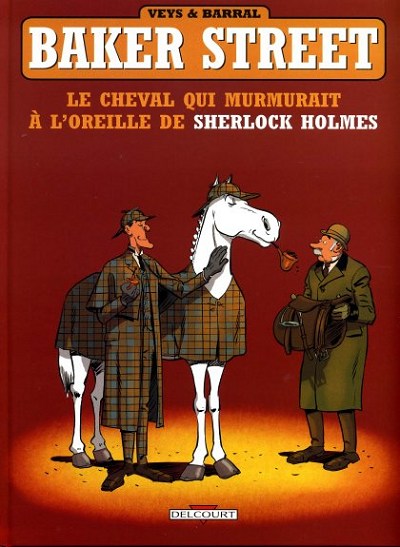 VEYS & BARRAL
BAKER STREET
LE CHEVAL QUI MURMURAIT
À L'OREILLE DE SHERLOCK HOLMES
DELCOURT